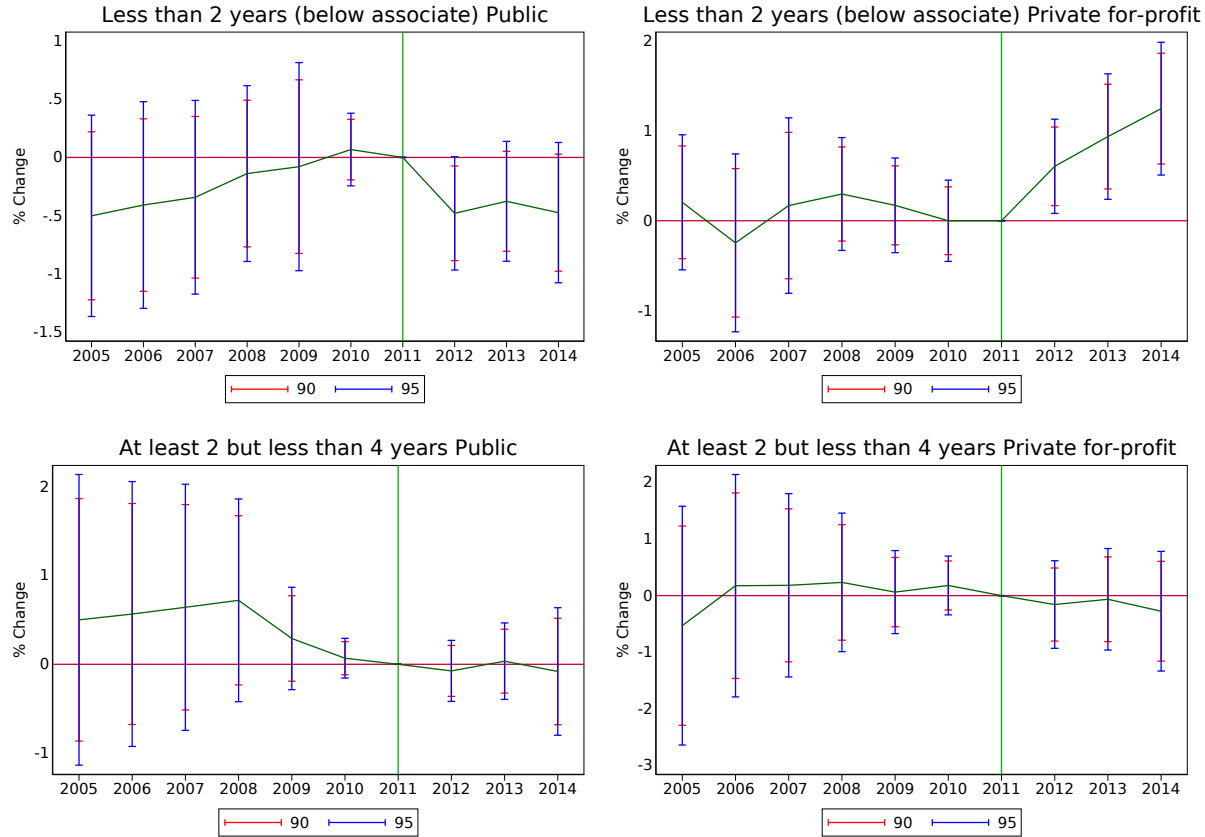 Less than 2 years (below associate) Public
% Change
1
.5
0
-.5
-1
-1.5
2005 2006 2007 2008 2009 2010 2011 2012 2013 2014
90 95
Less than 2 years (below associate) Private for-profit
% Change
2
1
0
-1
2005 2006 2007 2008 2009 2010 2011 2012 2013 2014
90 95
At least 2 but less than 4 years Public
% Change
2
1
0
-1
2005 2006 2007 2008 2009 2010 2011 2012 2013 2014
90 95
At least 2 but less than 4 years Private for-profit
% Change
2
1
0
-1
-2
-3
2005 2006 2007 2008 2009 2010 2011 2012 2013 2014
90 95